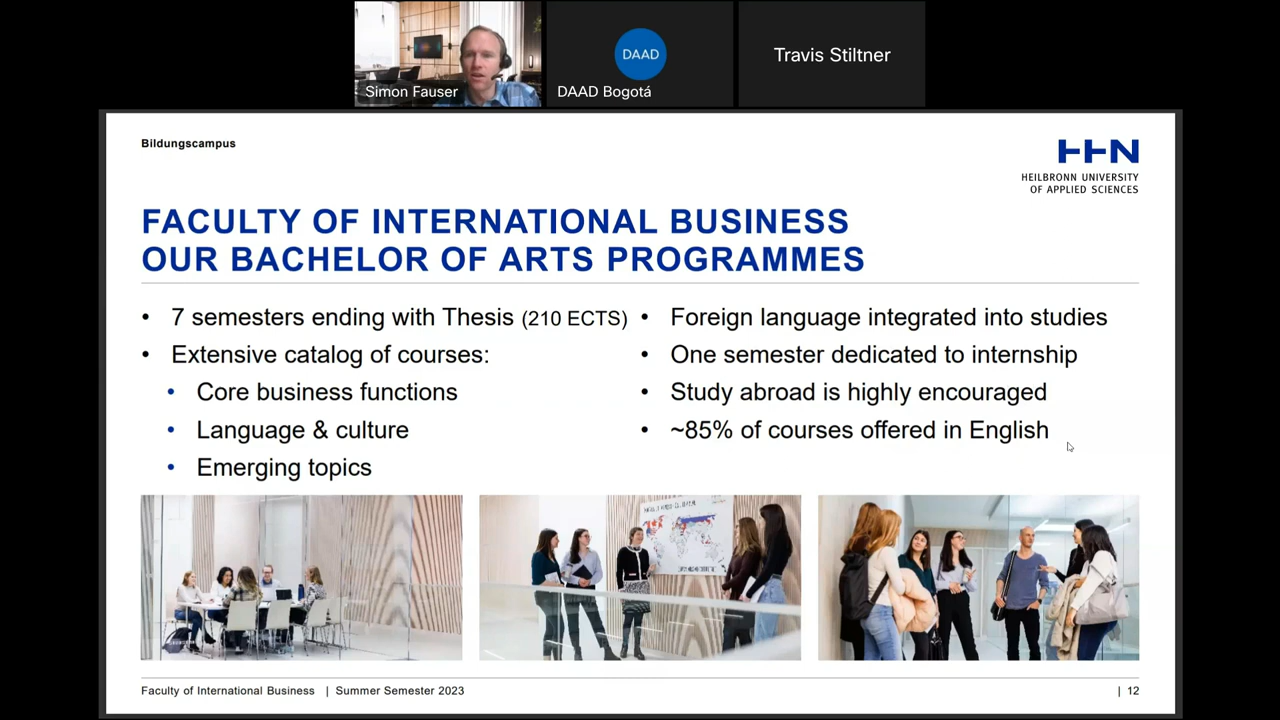 Simon Fauser
DAAD
DAAD Bogotá
Travis Stiltner
Bildungscampus
HHN
HEILBRONN UNIVERSITY
OF APPLIED SCIENCES
FACULTY OF INTERNATIONAL BUSINESS
OUR BACHELOR OF ARTS PROGRAMMES
• 7 semesters ending with Thesis (210 ECTS)
• Extensive catalog of courses:
• Core business functions
• Language & culture
• Emerging topics
• Foreign language integrated into studies
• One semester dedicated to internship
• Study abroad is highly encouraged
• ~85% of courses offered in English
Faculty of International Business | Summer Semester 2023
| 12